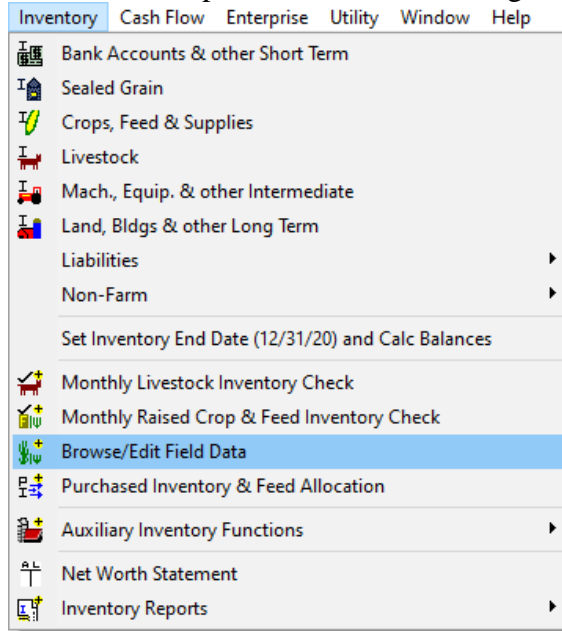 Inventory Cash Flow Enterprise Utility Window Help
Bank Accounts & other Short Term
Sealed Grain
Crops, Feed & Supplies
Livestock
Mach., Equip. & other Intermediate
Land, Bldgs & other Long Term
Liabilities
Non-Farm
Set Inventory End Date (12/31/20) and Calc Balances
Monthly Livestock Inventory Check
Monthly Raised Crop & Feed Inventory Check
Browse/Edit Field Data
Purchased Inventory & Feed Allocation
Auxiliary Inventory Functions
Net Worth Statement
Inventory Reports